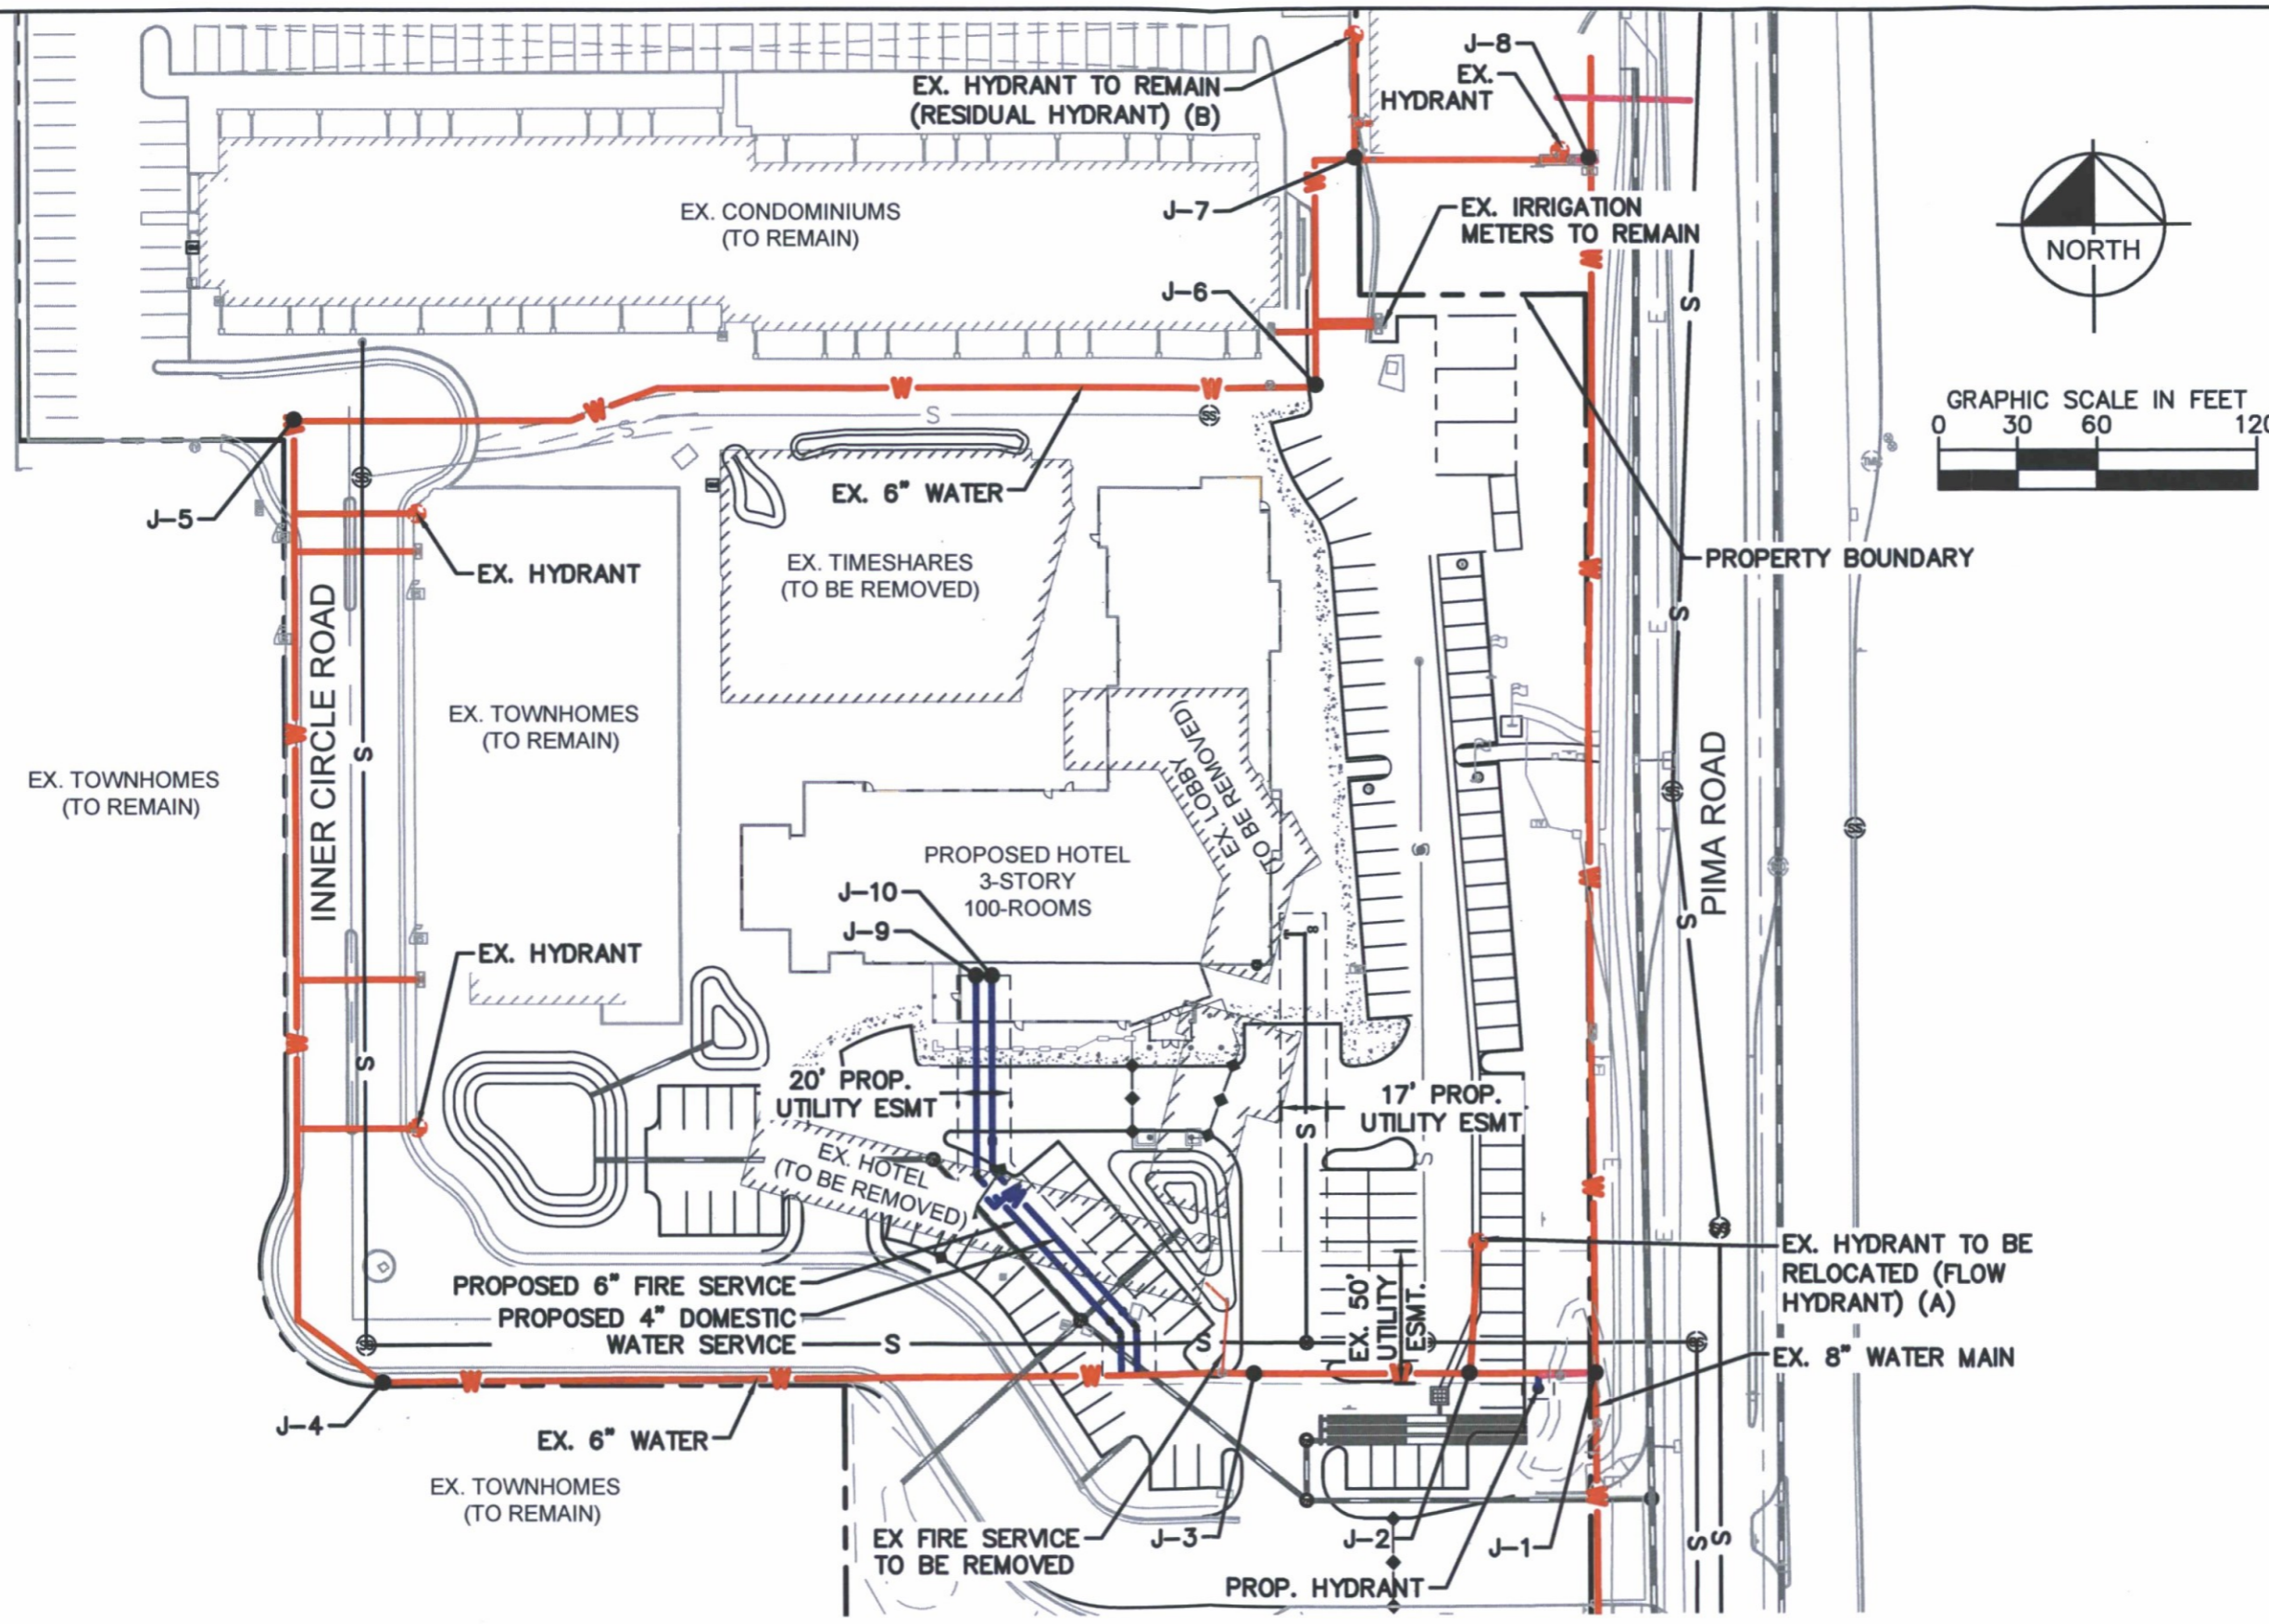 J-8
EX.
HYDRANT
EX. HYDRANT TO REMAIN
(RESIDUAL HYDRANT) (B)
EX. CONDOMINIUMS
(TO REMAIN)
J-7
EX. IRRIGATION
METERS TO REMAIN
NORTH
J-6
S
W
W
W
W
W
S
S
E
GRAPHIC SCALE IN FEET
0 30 60 120
J-5
EX. 6" WATER
EX. HYDRANT
EX. TIMESHARES
(TO BE REMOVED)
PROPERTY BOUNDARY
W
S
E
INNER CIRCLE ROAD
EX. TOWNHOMES
(TO REMAIN)
EX. TOWNHOMES
(TO REMAIN)
W
S
EX. LOBBY
(TO BE REMOVED)
PIMA ROAD
PROPOSED HOTEL
3-STORY
100-ROOMS
J-10
J-9
W
S
EX. HYDRANT
W
S
20' PROP.
UTILITY ESMT
17' PROP.
UTILITY ESMT
S
EX. HOTEL
(TO BE REMOVED)
W
E
EX. HYDRANT TO BE
RELOCATED (FLOW
HYDRANT) (A)
PROPOSED 6" FIRE SERVICE
PROPOSED 4" DOMESTIC
WATER SERVICE
S
S
EX. 50'
UTILITY
ESMT.
EX. 8" WATER MAIN
W
W
W
W
J-4
EX. 6" WATER
EX. TOWNHOMES
(TO REMAIN)
W
EX FIRE SERVICE
TO BE REMOVED
J-3
J-2
J-1
S
S
PROP. HYDRANT